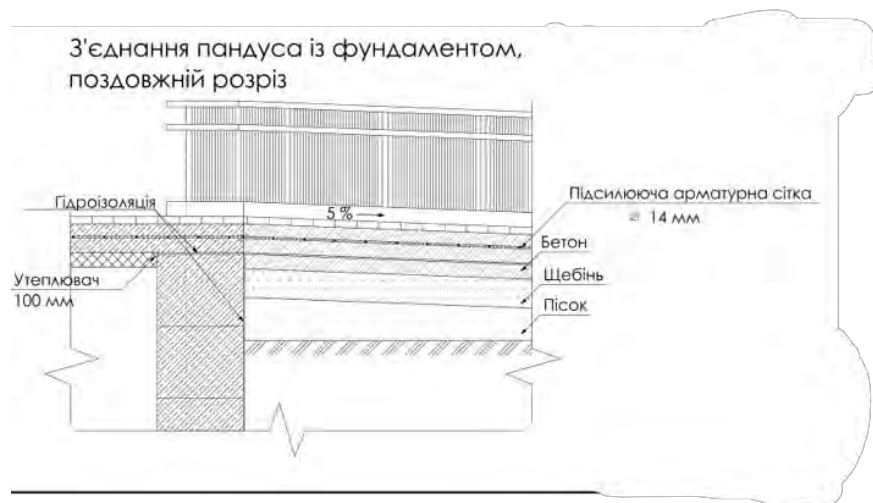 З'єднання пандуса із фундаментом,
поздовжній розріз
Гідроізоляція
5 %
Підсилююча арматурна сітка
⌀ 14 мм
Бетон
Утеплювач
100 мм
Щебінь
Пісок